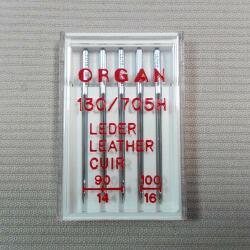 ORGAN
130/705H
LEDER
LEATHER
CUIR
90 100
14 16